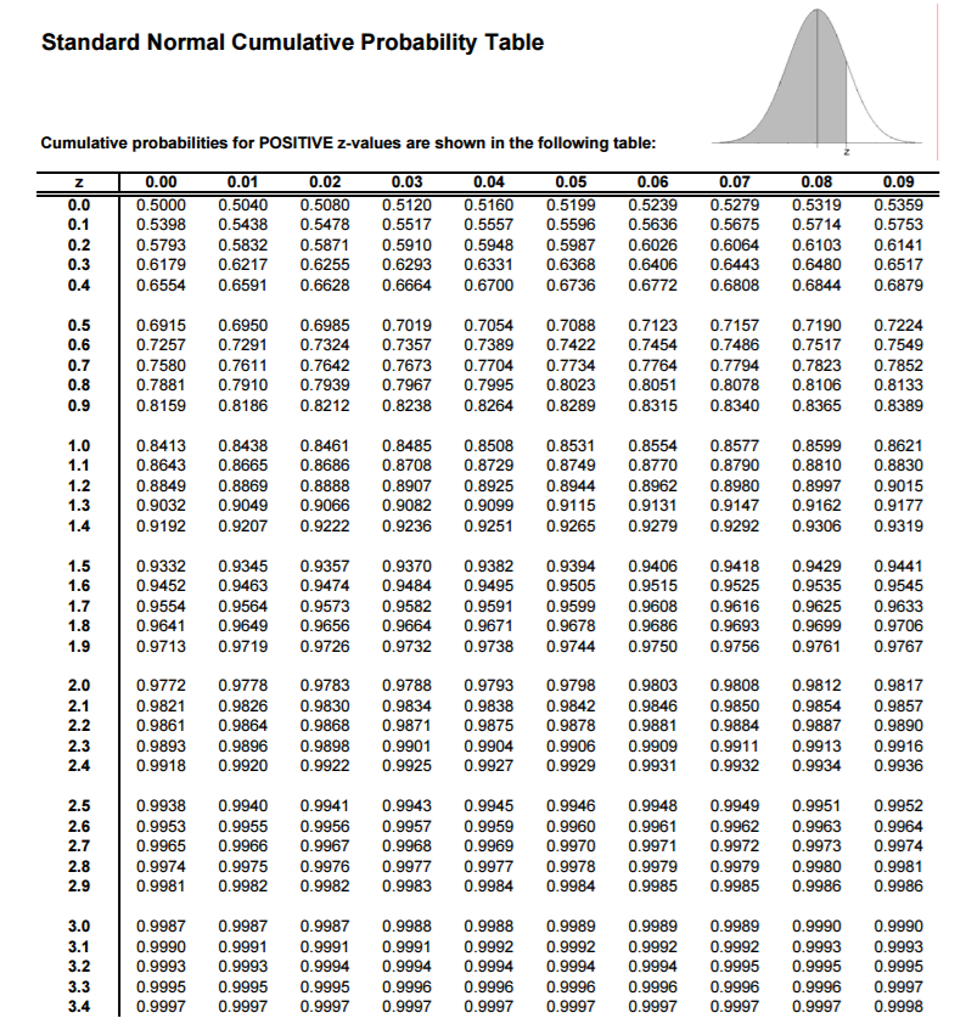 Standard Normal Cumulative Probability Table
Cumulative probabilities for POSITIVE z-values are shown in the following table:
z
z 0.00 0.01 0.02 0.03 0.04 0.05 0.06 0.07 0.08 0.09
0.0 0.5000 0.5040 0.5080 0.5120 0.5160 0.5199 0.5239 0.5279 0.5319 0.5359
0.1 0.5398 0.5438 0.5478 0.5517 0.5557 0.5596 0.5636 0.5675 0.5714 0.5753
0.2 0.5793 0.5832 0.5871 0.5910 0.5948 0.5987 0.6026 0.6064 0.6103 0.6141
0.3 0.6179 0.6217 0.6255 0.6293 0.6331 0.6368 0.6406 0.6443 0.6480 0.6517
0.4 0.6554 0.6591 0.6628 0.6664 0.6700 0.6736 0.6772 0.6808 0.6844 0.6879
0.5 0.6915 0.6950 0.6985 0.7019 0.7054 0.7088 0.7123 0.7157 0.7190 0.7224
0.6 0.7257 0.7291 0.7324 0.7357 0.7389 0.7422 0.7454 0.7486 0.7517 0.7549
0.7 0.7580 0.7611 0.7642 0.7673 0.7704 0.7734 0.7764 0.7794 0.7823 0.7852
0.8 0.7881 0.7910 0.7939 0.7967 0.7995 0.8023 0.8051 0.8078 0.8106 0.8133
0.9 0.8159 0.8186 0.8212 0.8238 0.8264 0.8289 0.8315 0.8340 0.8365 0.8389
1.0 0.8413 0.8438 0.8461 0.8485 0.8508 0.8531 0.8554 0.8577 0.8599 0.8621
1.1 0.8643 0.8665 0.8686 0.8708 0.8729 0.8749 0.8770 0.8790 0.8810 0.8830
1.2 0.8849 0.8869 0.8888 0.8907 0.8925 0.8944 0.8962 0.8980 0.8997 0.9015
1.3 0.9032 0.9049 0.9066 0.9082 0.9099 0.9115 0.9131 0.9147 0.9162 0.9177
1.4 0.9192 0.9207 0.9222 0.9236 0.9251 0.9265 0.9279 0.9292 0.9306 0.9319
1.5 0.9332 0.9345 0.9357 0.9370 0.9382 0.9394 0.9406 0.9418 0.9429 0.9441
1.6 0.9452 0.9463 0.9474 0.9484 0.9495 0.9505 0.9515 0.9525 0.9535 0.9545
1.7 0.9554 0.9564 0.9573 0.9582 0.9591 0.9599 0.9608 0.9616 0.9625 0.9633
1.8 0.9641 0.9649 0.9656 0.9664 0.9671 0.9678 0.9686 0.9693 0.9699 0.9706
1.9 0.9713 0.9719 0.9726 0.9732 0.9738 0.9744 0.9750 0.9756 0.9761 0.9767
2.0 0.9772 0.9778 0.9783 0.9788 0.9793 0.9798 0.9803 0.9808 0.9812 0.9817
2.1 0.9821 0.9826 0.9830 0.9834 0.9838 0.9842 0.9846 0.9850 0.9854 0.9857
2.2 0.9861 0.9864 0.9868 0.9871 0.9875 0.9878 0.9881 0.9884 0.9887 0.9890
2.3 0.9893 0.9896 0.9898 0.9901 0.9904 0.9906 0.9909 0.9911 0.9913 0.9916
2.4 0.9918 0.9920 0.9922 0.9925 0.9927 0.9929 0.9931 0.9932 0.9934 0.9936
2.5 0.9938 0.9940 0.9941 0.9943 0.9945 0.9946 0.9948 0.9949 0.9951 0.9952
2.6 0.9953 0.9955 0.9956 0.9957 0.9959 0.9960 0.9961 0.9962 0.9963 0.9964
2.7 0.9965 0.9966 0.9967 0.9968 0.9969 0.9970 0.9971 0.9972 0.9973 0.9974
2.8 0.9974 0.9975 0.9976 0.9977 0.9977 0.9978 0.9979 0.9979 0.9980 0.9981
2.9 0.9981 0.9982 0.9982 0.9983 0.9984 0.9984 0.9985 0.9985 0.9986 0.9986
3.0 0.9987 0.9987 0.9987 0.9988 0.9988 0.9989 0.9989 0.9989 0.9990 0.9990
3.1 0.9990 0.9991 0.9991 0.9991 0.9992 0.9992 0.9992 0.9992 0.9993 0.9993
3.2 0.9993 0.9993 0.9994 0.9994 0.9994 0.9994 0.9994 0.9995 0.9995 0.9995
3.3 0.9995 0.9995 0.9995 0.9996 0.9996 0.9996 0.9996 0.9996 0.9996 0.9997
3.4 0.9997 0.9997 0.9997 0.9997 0.9997 0.9997 0.9997 0.9997 0.9997 0.9998